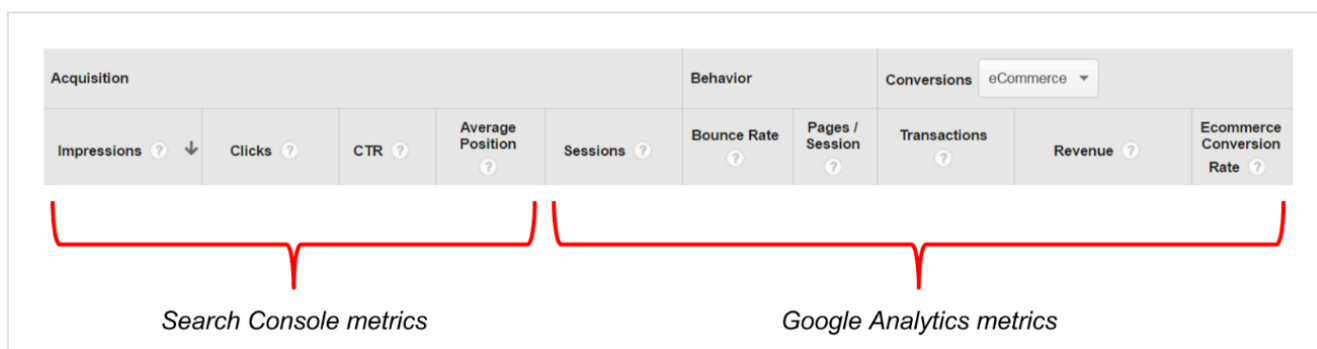 Acquisition
Behavior
Conversions eCommerce
Impressions ?
Clicks ?
CTR ?
Average
Position
?
Sessions ?
Bounce Rate
?
Pages /
Session
?
Transactions
?
Revenue ?
Ecommerce
Conversion
Rate ?
Search Console metrics
Google Analytics metrics